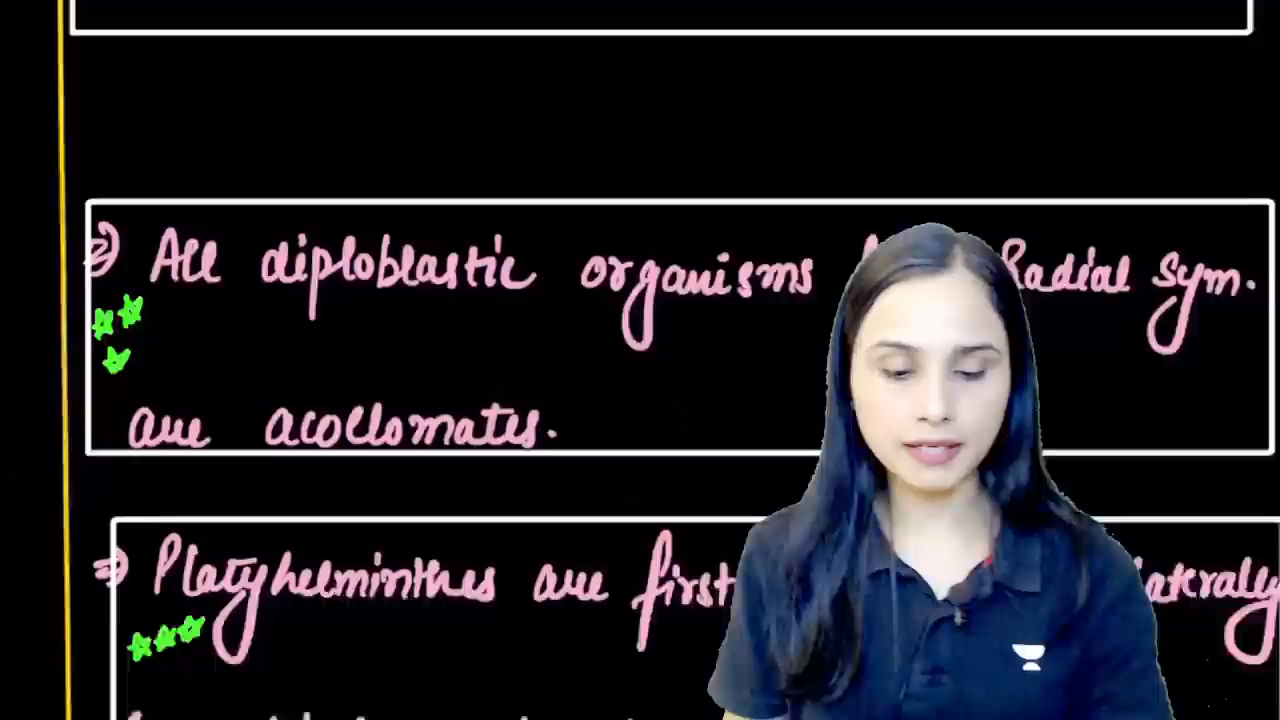 ⇒ All diploblastic organisms Radial Sym.
are acoelomates.
⇒ Platyhelminthes are first